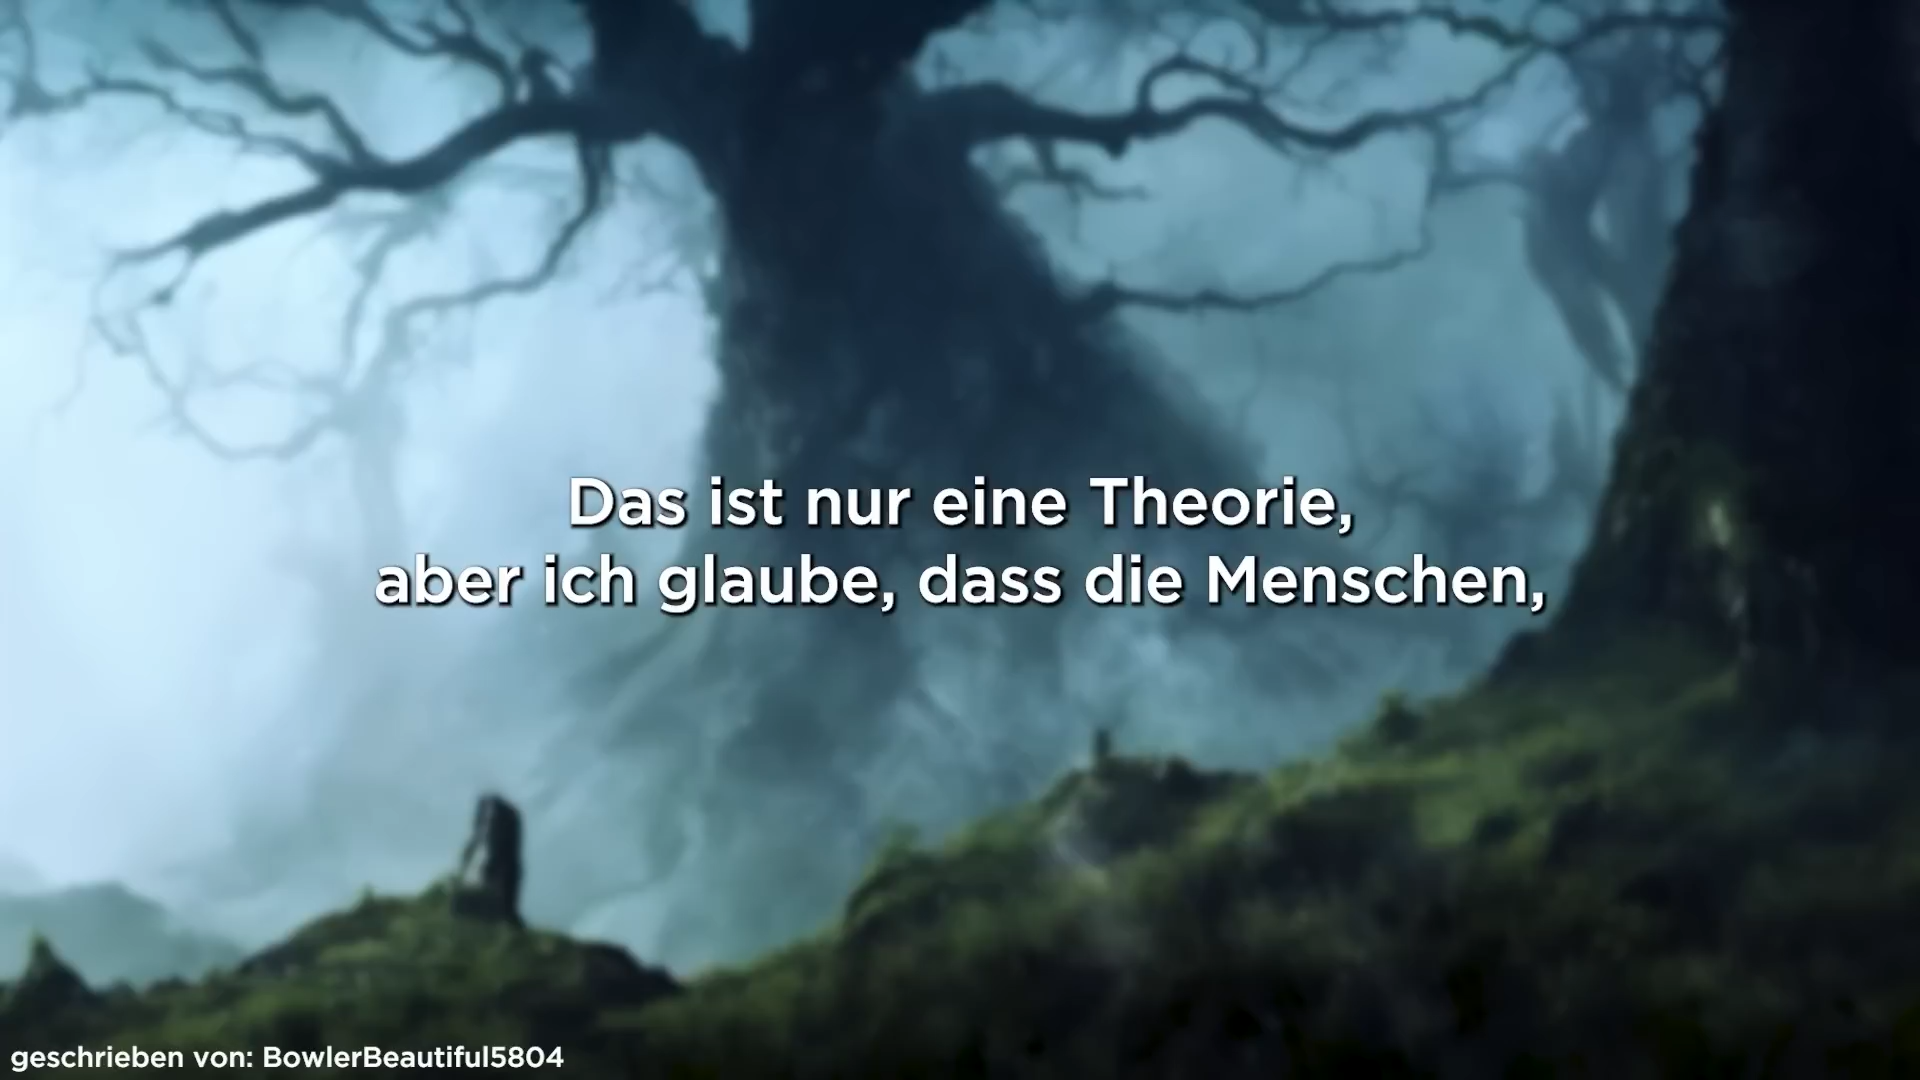 Das ist nur eine Theorie,
aber ich glaube, dass die Menschen,
geschrieben von: BowlerBeautiful5804